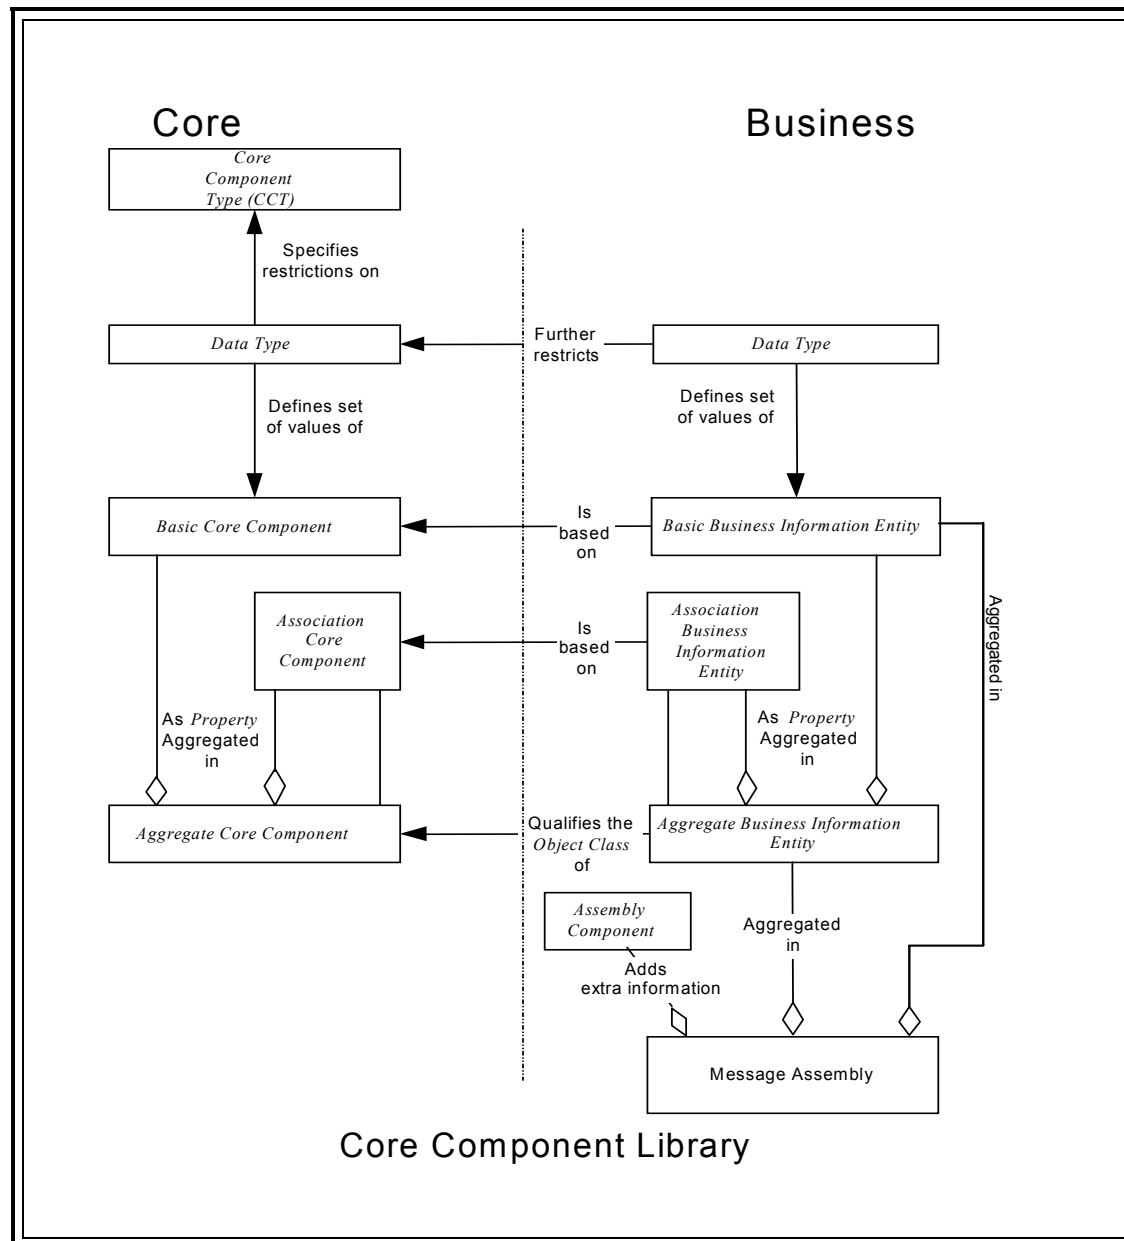 Core
Business
Core
Component
Type (CCT)
Specifies
restrictions on
Data Type
Further
restricts
Data Type
Defines set
of values of
Defines set
of values of
Basic Core Component
Is
based
on
Basic Business Information Entity
Association
Core
Component
Is
based
on
Association
Business
Information
Entity
Aggregated in
As Property
Aggregated
in
As Property
Aggregated
in
Aggregate Core Component
Qualifies the
Object Class
of
Aggregate Business Information
Entity
Assembly
Component
Aggregated
in
Adds
extra information
Message Assembly
Core Component Library